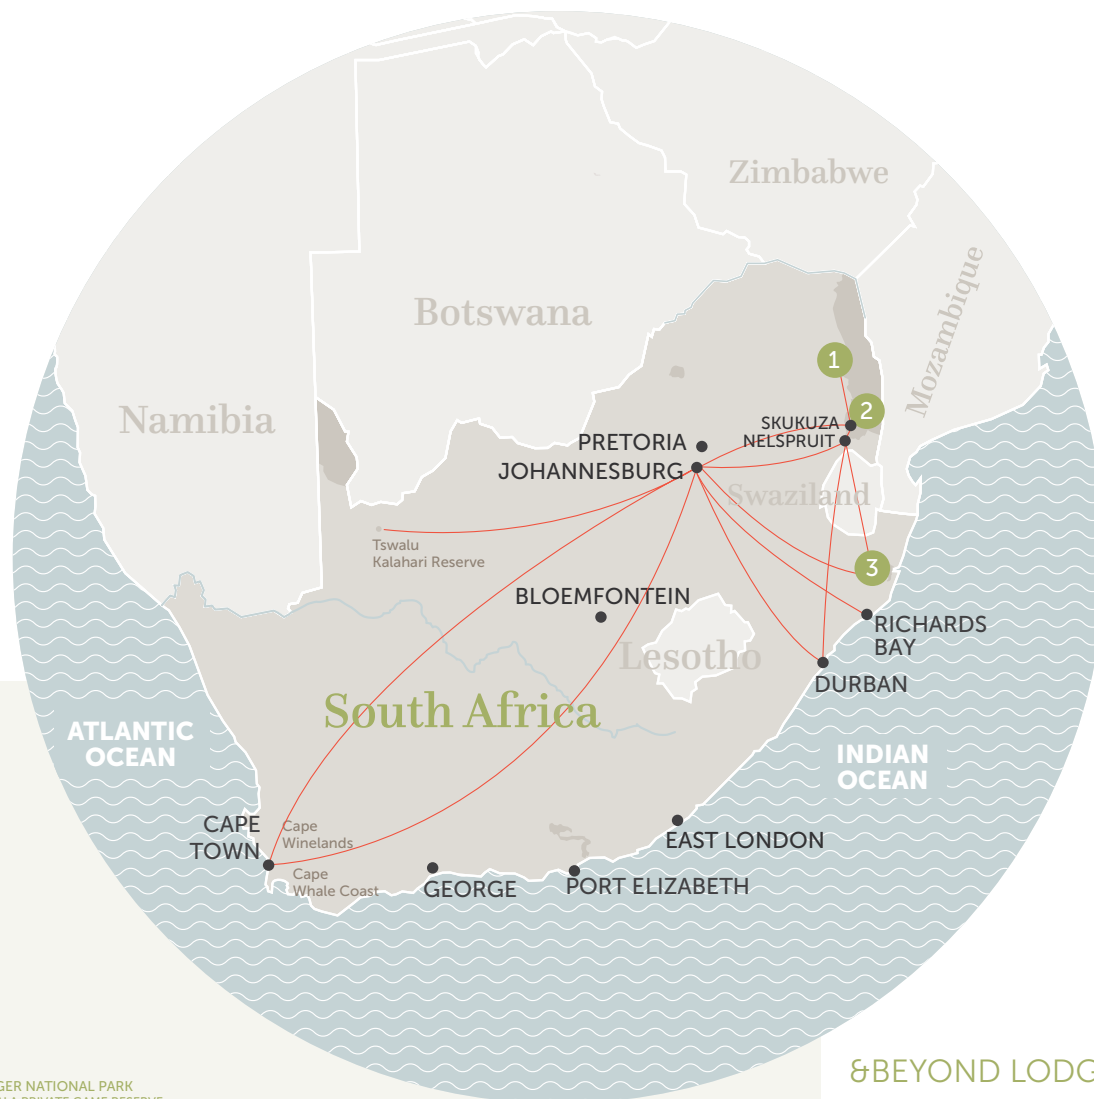 Zimbabwe
Mozambique
Botswana
Namibia
1
2
SKUKUZA
NELSPRUIT
PRETORIA
JOHANNESBURG
Swaziland
Tswalu
Kalahari Reserve
3
BLOEMFONTEIN
RICHARDS
BAY
Lesotho
DURBAN
South Africa
ATLANTIC
OCEAN
INDIAN
OCEAN
CAPE
TOWN
Cape
Winelands
EAST LONDON
Cape
Whale Coast
GEORGE
PORT ELIZABETH
&BEYOND LODG
GER NATIONAL PARK